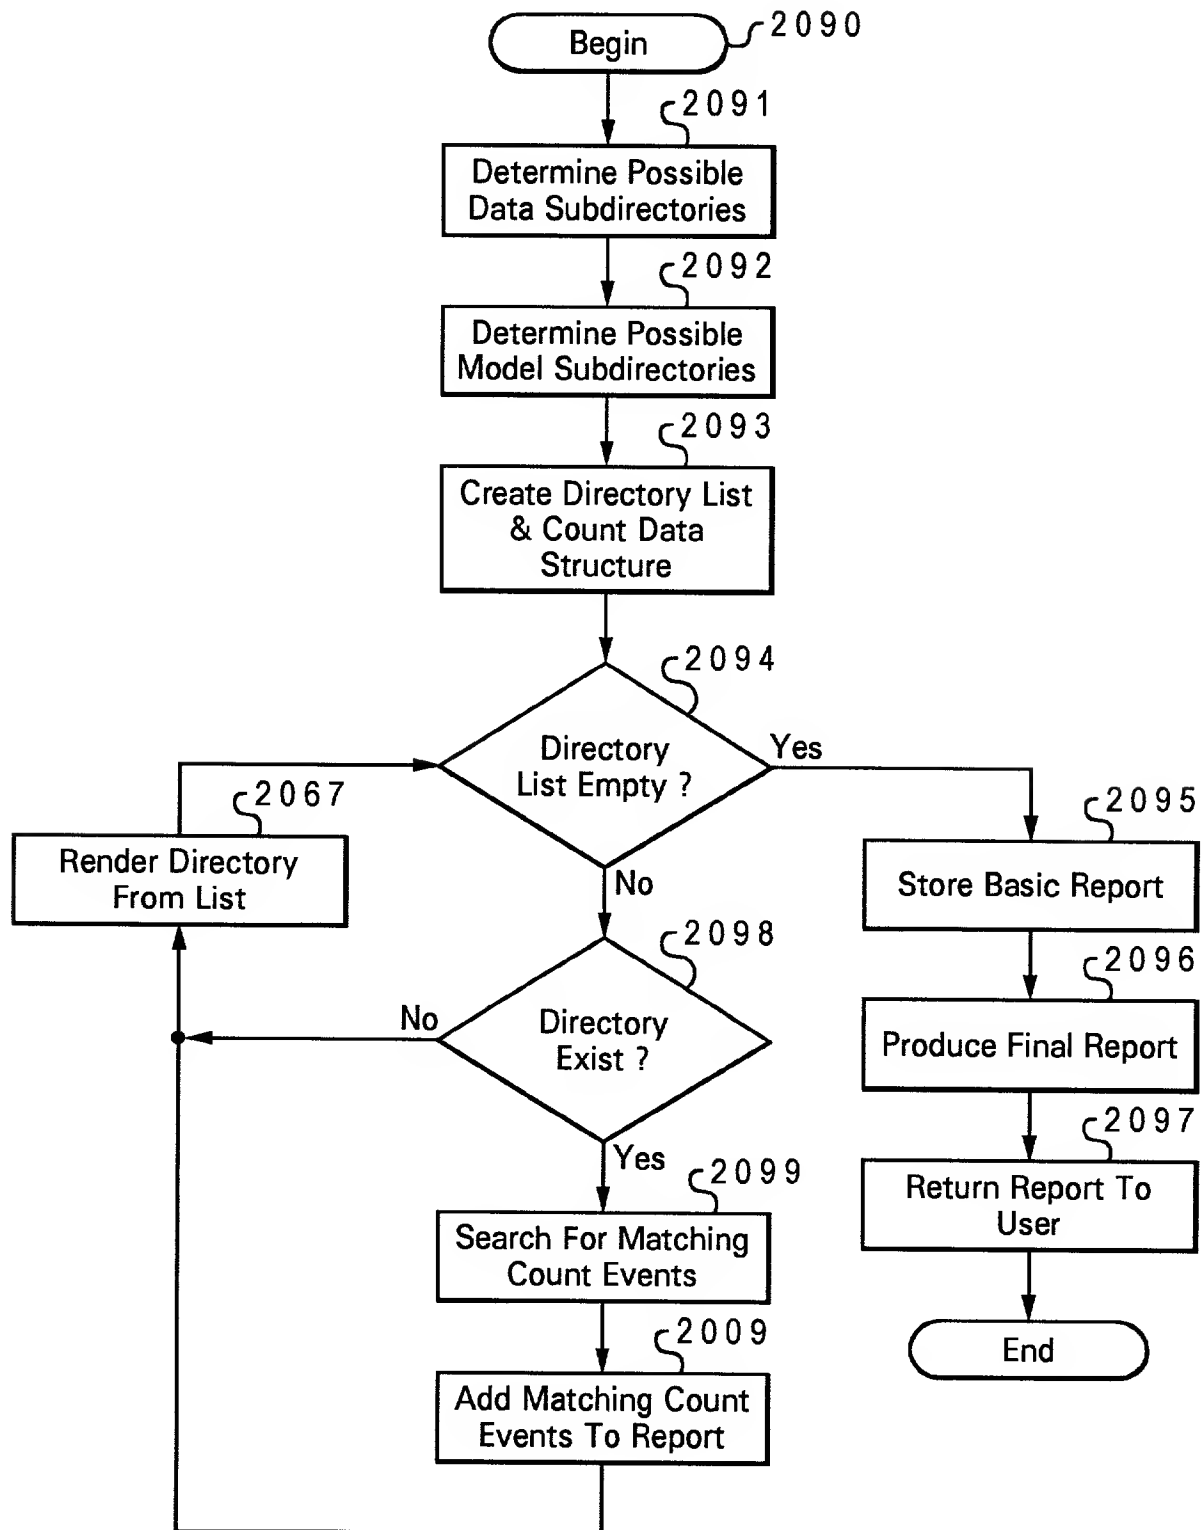 Begin
2090
2091
Determine Possible
Data Subdirectories
2092
Determine Possible
Model Subdirectories
2093
Create Directory List
& Count Data
Structure
2094
Directory
List Empty ?
Yes
No
2067
Render Directory
From List
2095
Store Basic Report
2098
Directory
Exist ?
No
Yes
2096
Produce Final Report
2097
Return Report To
User
2099
Search For Matching
Count Events
2009
Add Matching Count
Events To Report
End